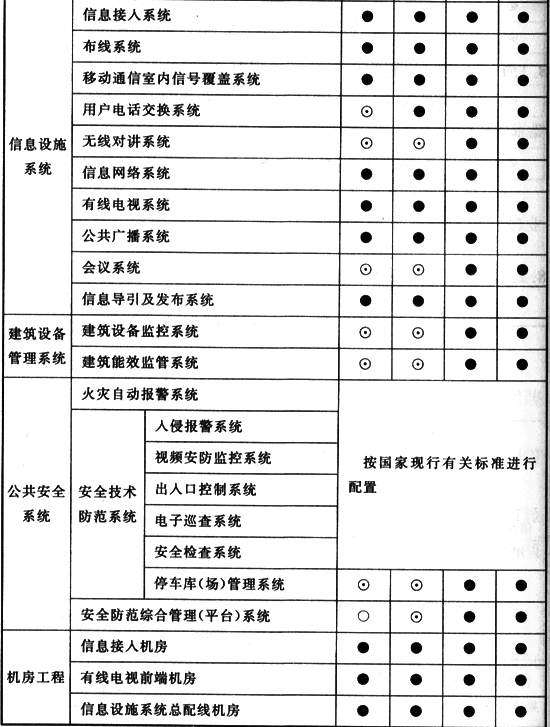 信息接人系统 ● ● ● ●
布线系统 ● ● ● ●
移动通信室内信号覆盖系统 ● ● ● ●
用户电话交换系统 ⊙ ● ● ●
无线对讲系统 ⊙ ⊙ ● ●
信息设施
系统
信息网络系统 ● ● ● ●
有线电视系统 ● ● ● ●
公共广播系统 ● ● ● ●
会议系统 ⊙ ⊙ ● ●
信息导引及发布系统 ● ● ● ●
建筑设备
管理系统
建筑设备监控系统 ⊙ ⊙ ● ●
建筑能效监管系统 ⊙ ⊙ ● ●
公共安全
系统
火灾自动报警系统
安全技术
防范系统
人侵报警系统
视频安防监控系统
出人口控制系统
电子巡查系统
安全检查系统
按国家现行有关标准进行
配置
停车库(场)管理系统 ⊙ ⊙ ● ●
安全防范综合管理(平台)系统 ○ ⊙ ● ●
机房工程
信息接人机房 ● ● ● ●
有线电视前端机房 ● ● ● ●
信息设施系统总配线机房 ● ● ● ●